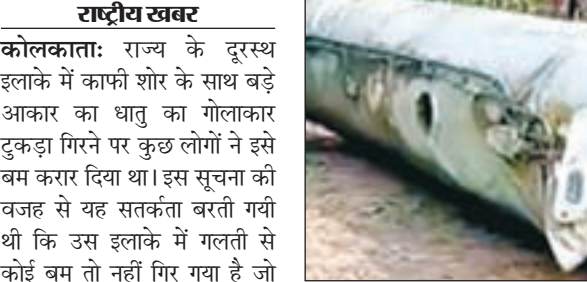 राष्ट्रीय खबर
कोलकाताः राज्य के दूरस्थ
इलाके में काफी शोर के साथ बड़े
आकार का धातु का गोलाकार
टुकड़ा गिरने पर कुछ लोगों ने इसे
बम करार दिया था। इस सूचना की
वजह से यह सतर्कता बरती गयी
थी कि उस इलाके में गलती से
कोई बम तो नहीं गिर गया है जो